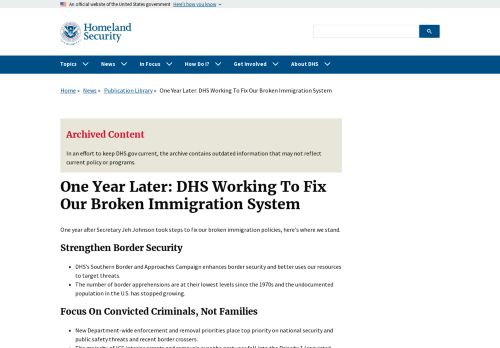 An official website of the United States government Here's how you know
Homeland
Security
Topics News In Focus How Do I? Get Involved About DHS
Home » News » Publication Library » One Year Later: DHS Working To Fix Our Broken Immigration System
Archived Content
In an effort to keep DHS.gov current, the archive contains outdated information that may not reflect
current policy or programs.
One Year Later: DHS Working To Fix
Our Broken Immigration System
One year after Secretary Jeh Johnson took steps to fix our broken immigration policies, here's where we stand.
Strengthen Border Security
DHS's Southern Border and Approaches Campaign enhances border security and better uses our resources
to target threats.
The number of border apprehensions are at their lowest levels since the 1970s and the undocumented
population in the U.S. has stopped growing.
Focus On Convicted Criminals, Not Families
New Department-wide enforcement and removal priorities place top priority on national security and
public safety threats and recent border crossers.